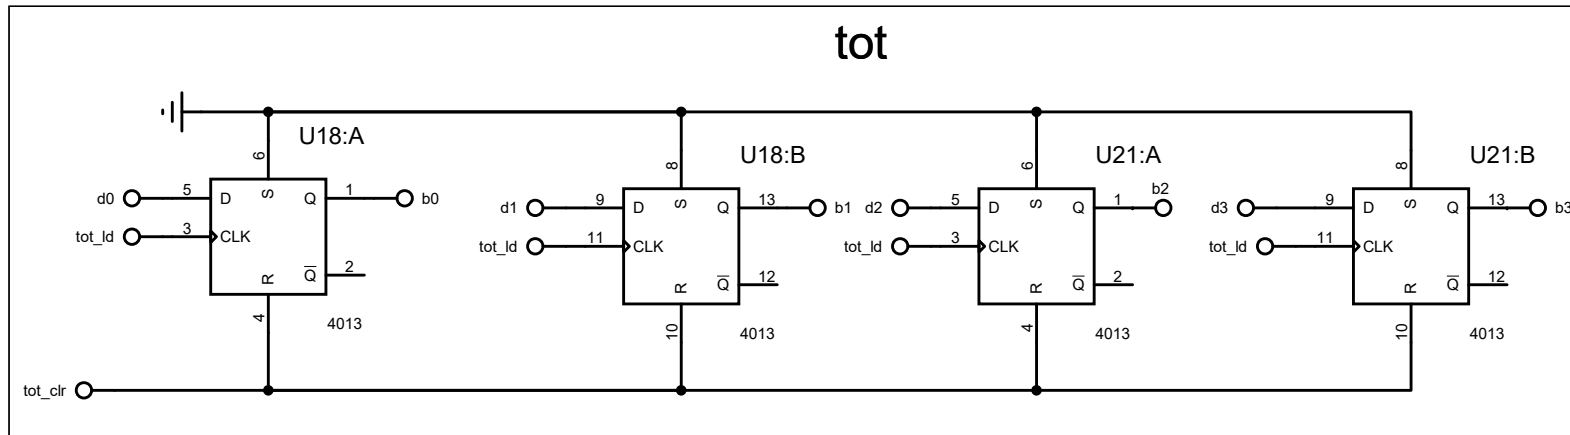 tot
U18:A
U18:B
U21:A
U21:B
6
8
6
8
d0
5
D
S
Q
1
b0
tot_ld
3
CLK
R
Q
2
4
4013
d1
9
D
S
Q
13
b1
tot_ld
11
CLK
R
Q
12
10
4013
d2
5
D
S
Q
1
b2
tot_ld
3
CLK
R
Q
2
4
4013
d3
9
D
S
Q
13
b3
tot_ld
11
CLK
R
Q
12
10
4013
tot_clr